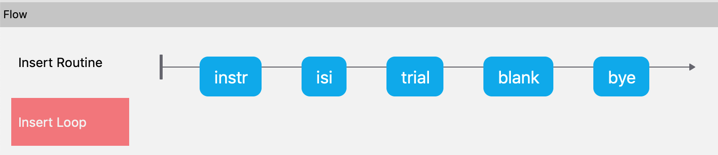 Flow
Insert Routine
instr isi trial blank bye
Insert Loop